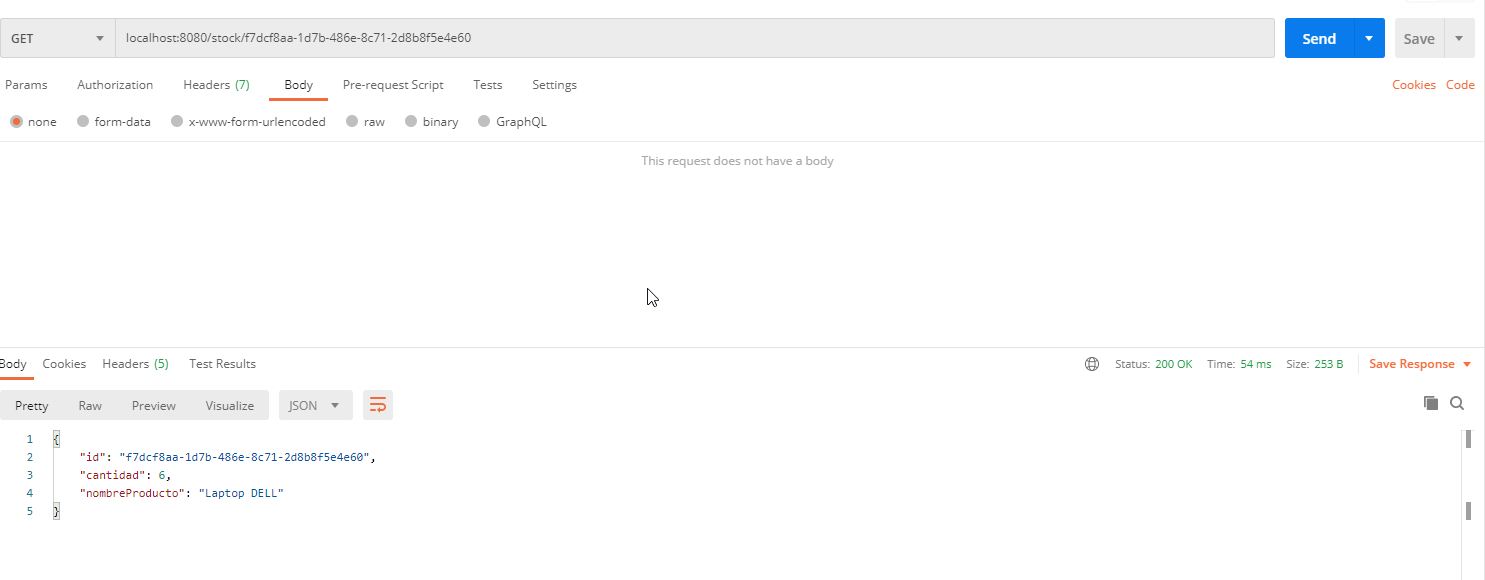 GET localhost:8080/stock/f7dcf8aa-1d7b-486e-8c71-2d8b8f5e4e60 Send Save
Params Authorization Headers (7) Body Pre-request Script Tests Settings Cookies Code
none form-data x-www-form-urlencoded raw binary GraphQL
This request does not have a body
Body Cookies Headers (5) Test Results Status: 200 OK Time: 54 ms Size: 253 B Save Response
Pretty Raw Preview Visualize JSON
1 {
2 "id": "f7dcf8aa-1d7b-486e-8c71-2d8b8f5e4e60",
3 "cantidad": 6,
4 "nombreProducto": "Laptop DELL"
5 }